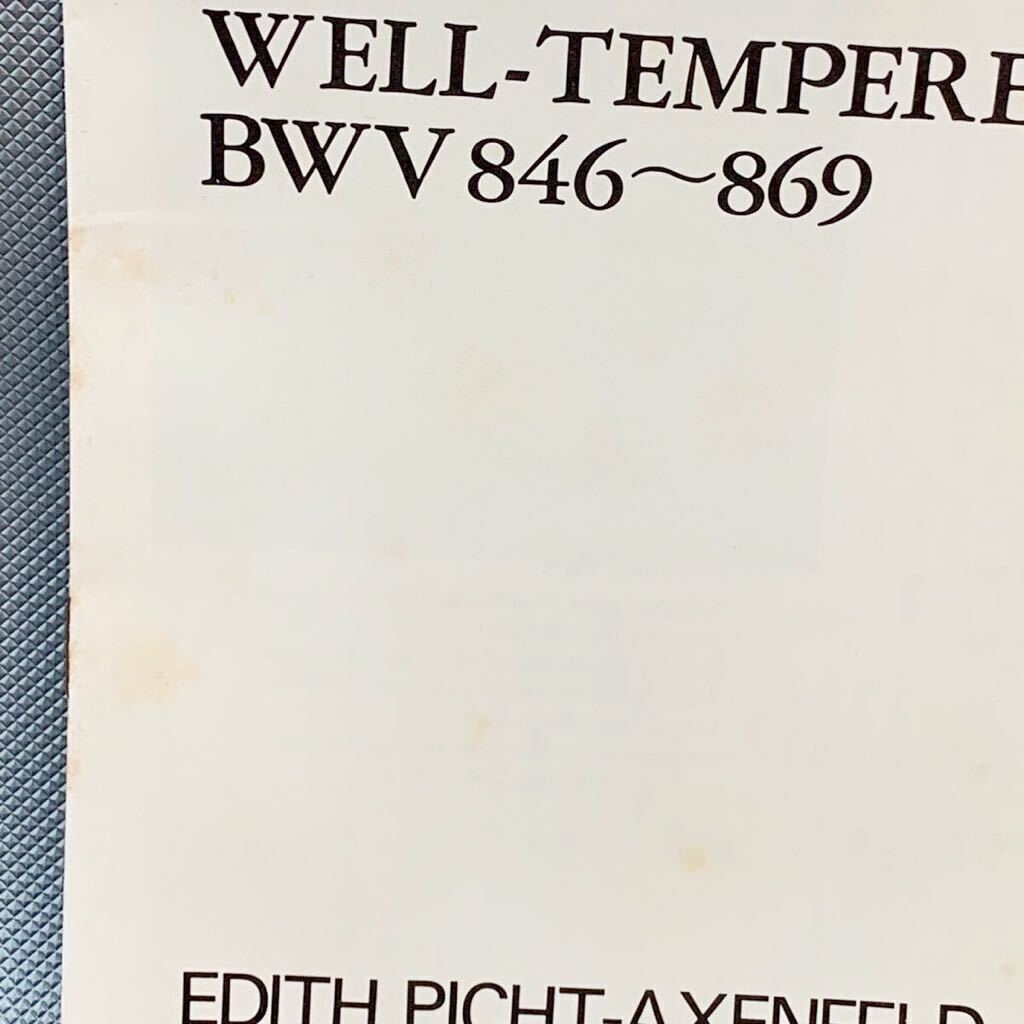 WELL-TEMPERE
BWV 846～869
EDITH PICHT-AXENFELD